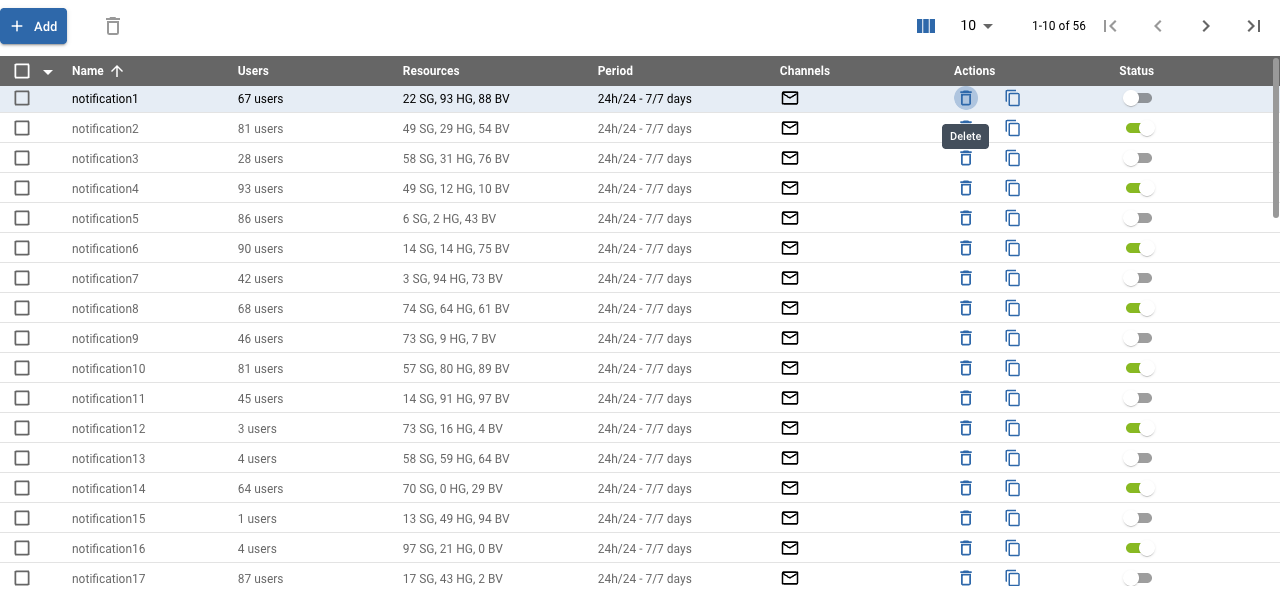 Add 10 1-10 of 56
Name Users Resources Period Channels Actions Status
notification1 67 users 22 SG, 93 HG, 88 BV 24h/24 - 7/7 days
notification2 81 users 49 SG, 29 HG, 54 BV 24h/24 - 7/7 days
Delete
notification3 28 users 58 SG, 31 HG, 76 BV 24h/24 - 7/7 days
notification4 93 users 49 SG, 12 HG, 10 BV 24h/24 - 7/7 days
notification5 86 users 6 SG, 2 HG, 43 BV 24h/24 - 7/7 days
notification6 90 users 14 SG, 14 HG, 75 BV 24h/24 - 7/7 days
notification7 42 users 3 SG, 94 HG, 73 BV 24h/24 - 7/7 days
notification8 68 users 74 SG, 64 HG, 61 BV 24h/24 - 7/7 days
notification9 46 users 73 SG, 9 HG, 7 BV 24h/24 - 7/7 days
notification10 81 users 57 SG, 80 HG, 89 BV 24h/24 - 7/7 days
notification11 45 users 14 SG, 91 HG, 97 BV 24h/24 - 7/7 days
notification12 3 users 73 SG, 16 HG, 4 BV 24h/24 - 7/7 days
notification13 4 users 58 SG, 59 HG, 64 BV 24h/24 - 7/7 days
notification14 64 users 70 SG, 0 HG, 29 BV 24h/24 - 7/7 days
notification15 1 users 13 SG, 49 HG, 94 BV 24h/24 - 7/7 days
notification16 4 users 97 SG, 21 HG, 0 BV 24h/24 - 7/7 days
notification17 87 users 17 SG, 43 HG, 2 BV 24h/24 - 7/7 days